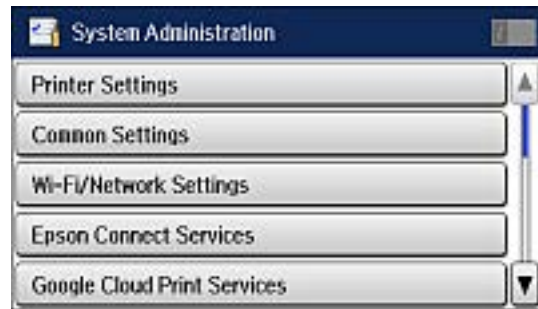 System Administration
Printer Settings
Common Settings
Wi-Fi/Network Settings
Epson Connect Services
Google Cloud Print Services